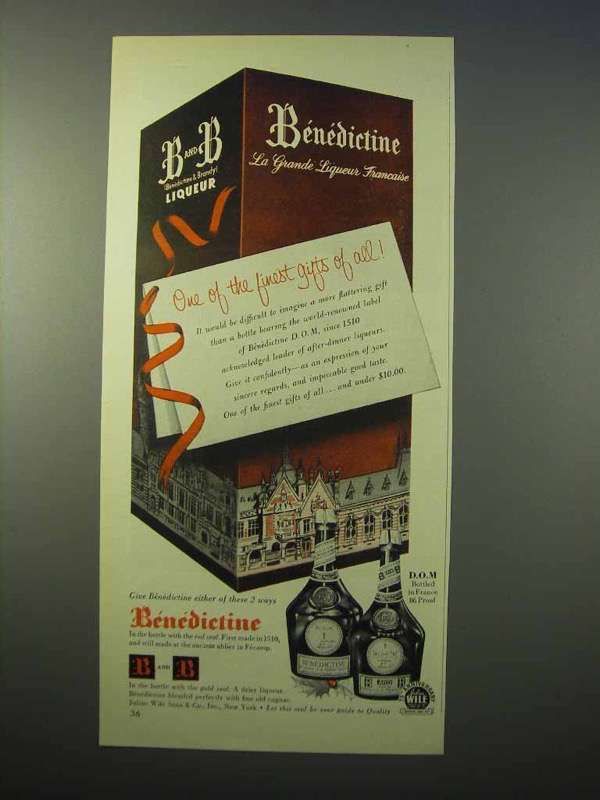 B AND B
(Bénédictine & Brandy)
LIQUEUR
Bénédictine
La Grande Liqueur Française
One of the finest gifts of all!
It would be difficult to imagine a more flattering gift
than a bottle bearing the world-renowned label
of Bénédictine D.O.M, since 1510
acknowledged leader of after-dinner liqueurs.
Give it confidently—as an expression of your
sincere regards, and impeccable good taste.
One of the finest gifts of all . . . and under $10.00.
Give Bénédictine either of these 2 ways
Bénédictine
In the bottle with the red seal. First made in 1510,
and still made at the ancient abbey in Fécamp.
B AND B
In the bottle with the gold seal. A drier liqueur.
Bénédictine blended perfectly with fine old cognac.
Julius Wile Sons & Co., Inc., New York • Let this seal be your guide to Quality
36
BÉNÉDICTINE
B AND B
D.O.M
Bottled
in France
86 Proof
WILE